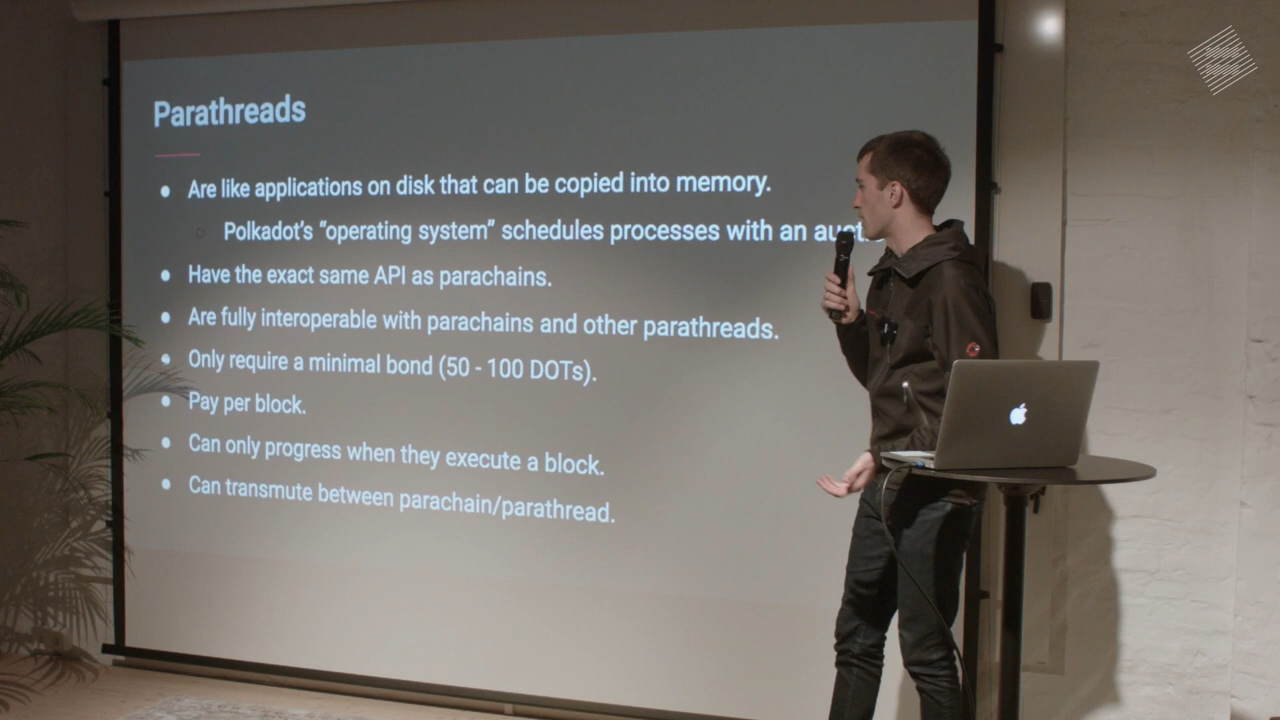 Parathreads
● Are like applications on disk that can be copied into memory.
○ Polkadot's “operating system” schedules processes with an
● Have the exact same API as parachains.
● Are fully interoperable with parachains and other parathreads.
● Only require a minimal bond (50 - 100 DOTs).
● Pay per block.
● Can only progress when they execute a block.
● Can transmute between parachain/parathread.